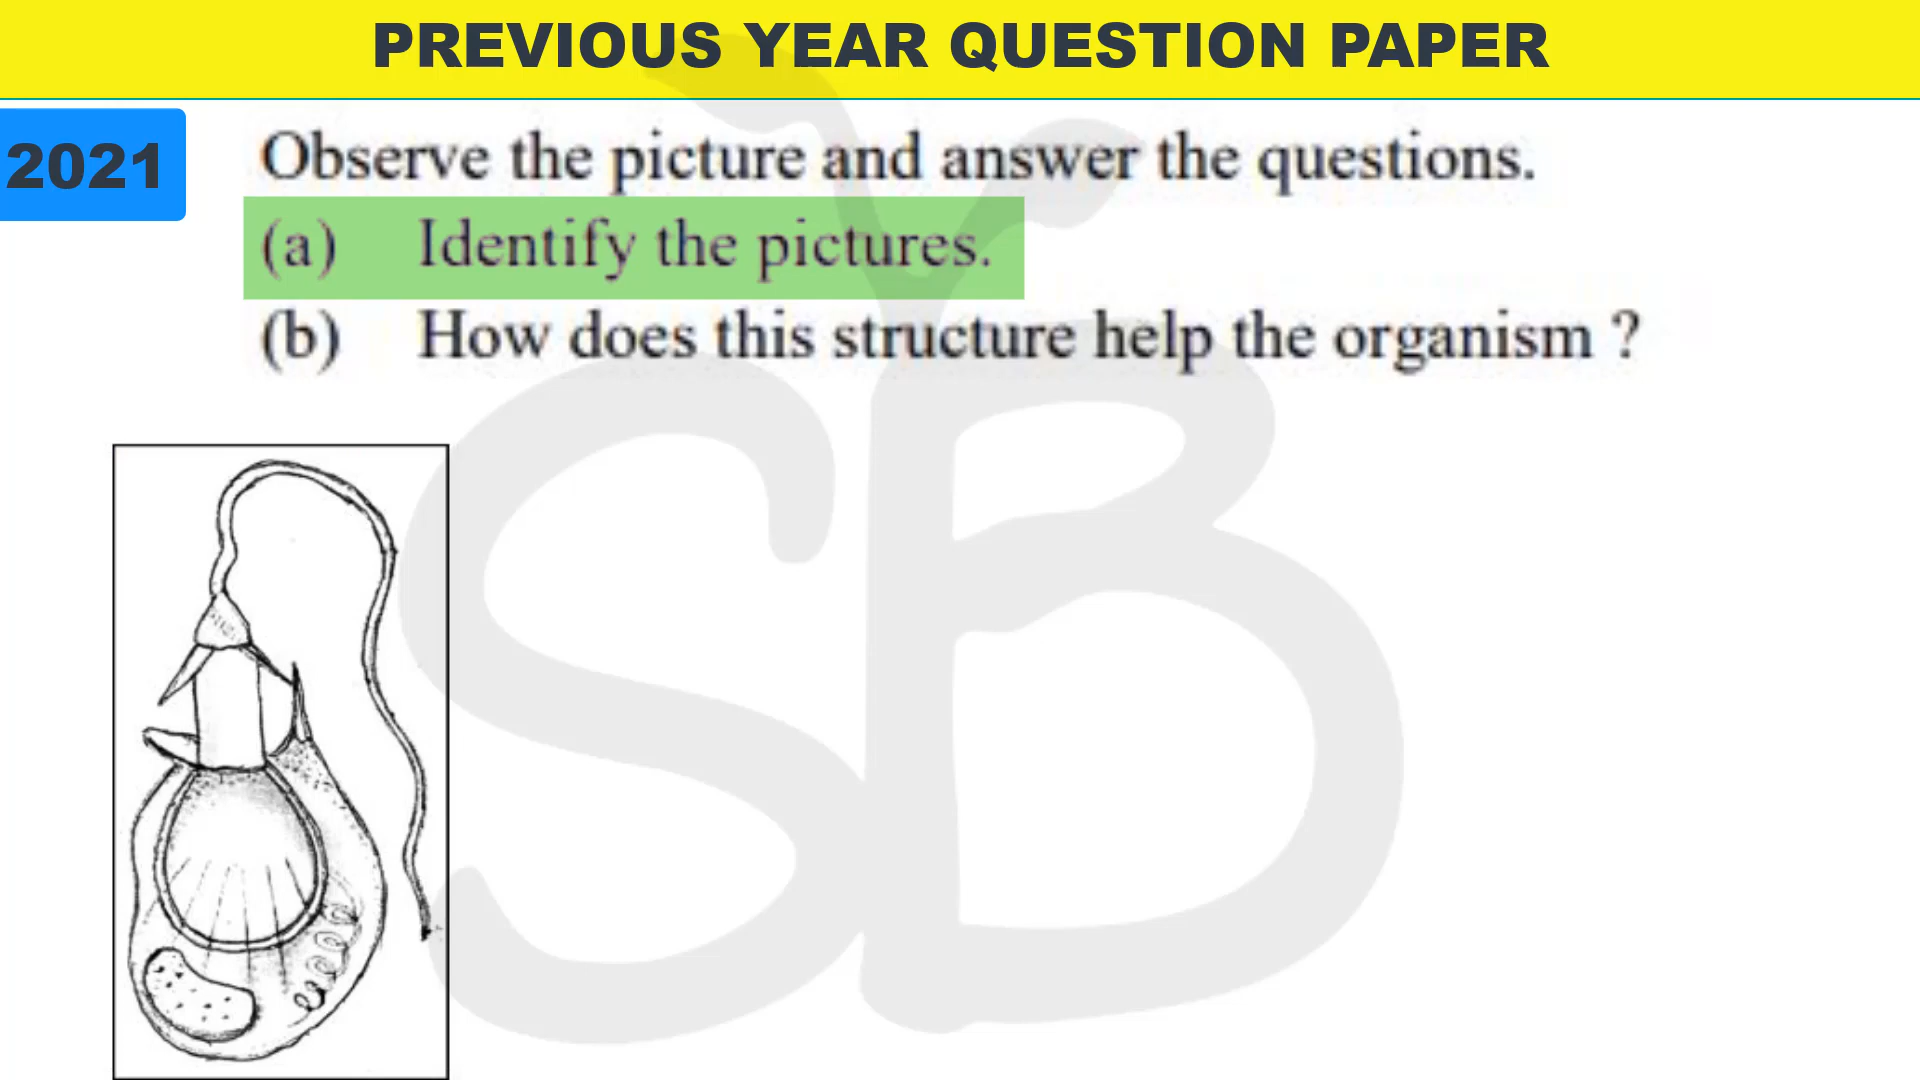 PREVIOUS YEAR QUESTION PAPER
2021
Observe the picture and answer the questions.
(a) Identify the pictures.
(b) How does this structure help the organism ?
SB